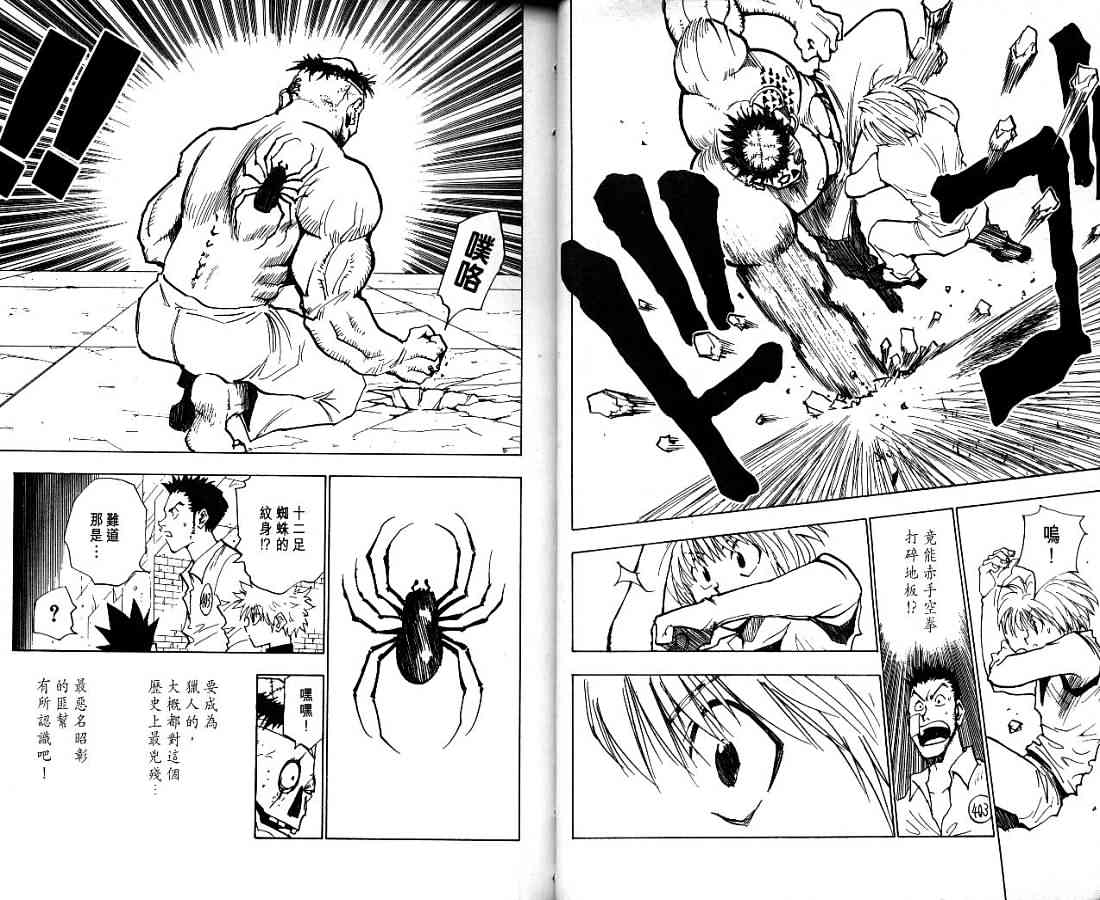 ドゴ
嗚！
竟能赤手空拳
打碎地板!?
403
!!
噗咯
十二足
蜘蛛的
紋身!?
難道
那是…
？
403
嘿嘿！
要成為
獵人的，
大概都對這個
歷史上最兇殘…
最惡名昭彰
的匪幫
有所認識吧！